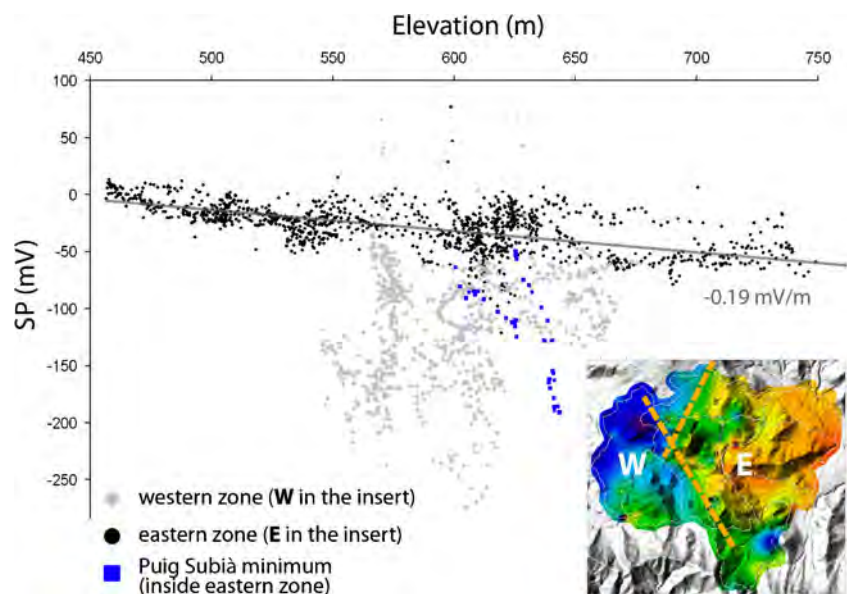 Elevation (m)
450 500 550 600 650 700 750
100
50
0
-50
-100
-150
-200
-250
SP (mV)
-0.19 mV/m
W
E
western zone (W in the insert)
eastern zone (E in the insert)
Puig Subià minimum
(inside eastern zone)